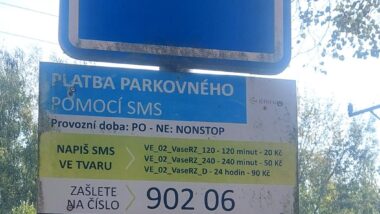 PLATBA PARKOVNÉHO
POMOCÍ SMS
Provozní doba: PO - NE: NONSTOP
NAPIŠ SMS
VE TVARU
VE_02_VaseRZ_120 - 120 minut - 20 Kč
VE_02_VaseRZ_240 - 240 minut - 50 Kč
VE_02_VaseRZ_D - 24 hodin - 90 Kč
ZAŠLETE
NA ČÍSLO
902 06